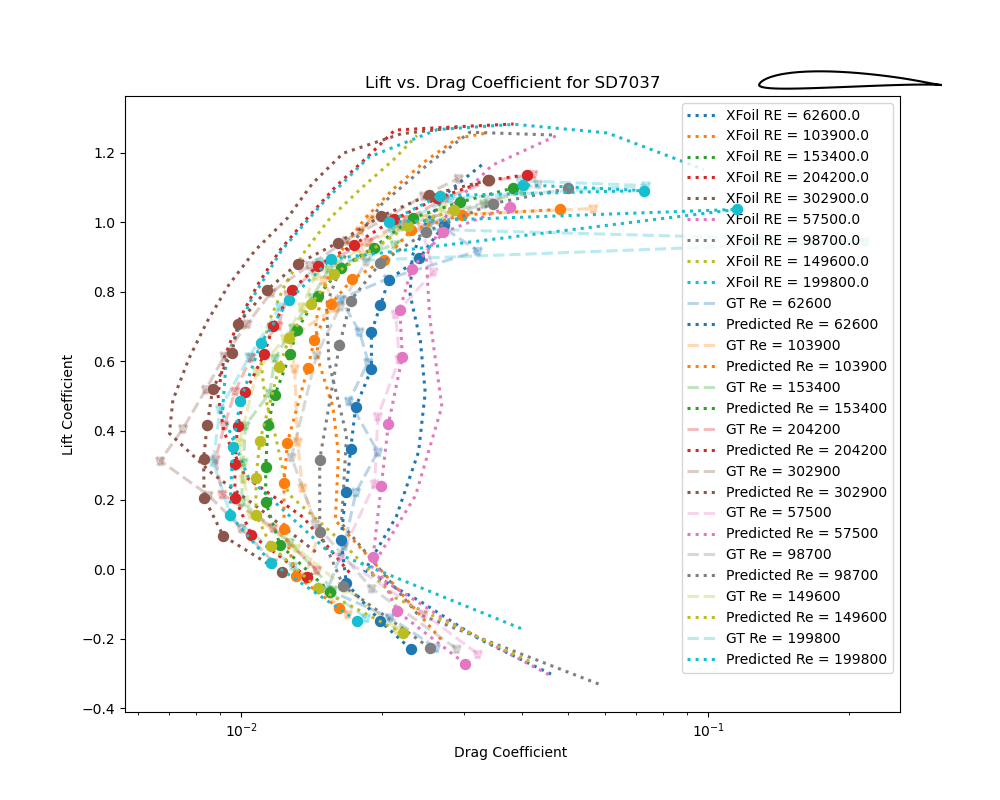 Lift vs. Drag Coefficient for SD7037
XFoil RE = 62600.0
XFoil RE = 103900.0
XFoil RE = 153400.0
XFoil RE = 204200.0
XFoil RE = 302900.0
XFoil RE = 57500.0
XFoil RE = 98700.0
XFoil RE = 149600.0
XFoil RE = 199800.0
GT Re = 62600
Predicted Re = 62600
GT Re = 103900
Predicted Re = 103900
GT Re = 153400
Predicted Re = 153400
GT Re = 204200
Predicted Re = 204200
GT Re = 302900
Predicted Re = 302900
GT Re = 57500
Predicted Re = 57500
GT Re = 98700
Predicted Re = 98700
GT Re = 149600
Predicted Re = 149600
GT Re = 199800
Predicted Re = 199800
Lift Coefficient
1.2
1.0
0.8
0.6
0.4
0.2
0.0
−0.2
−0.4
10⁻² 10⁻¹
Drag Coefficient